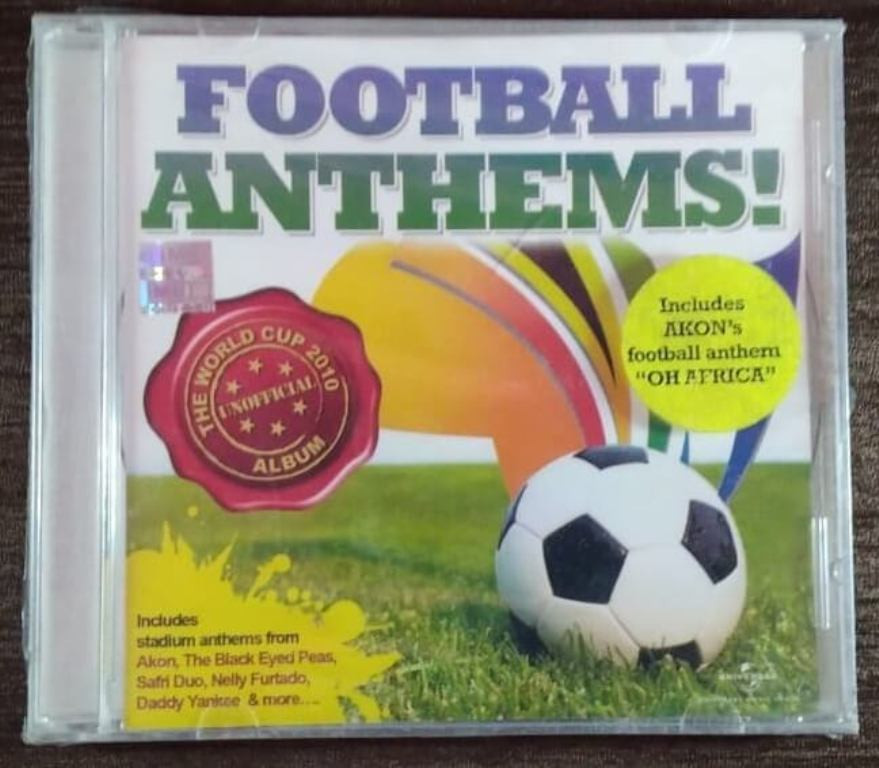 FOOTBALL
ANTHEMS!
Includes
AKON's
football anthem
"OH AFRICA"
THE WORLD CUP 2010
UNOFFICIAL
ALBUM
Includes
stadium anthems from
Akon, The Black Eyed Peas,
Safri Duo, Nelly Furtado,
Daddy Yankee & more....
UNIVERSAL